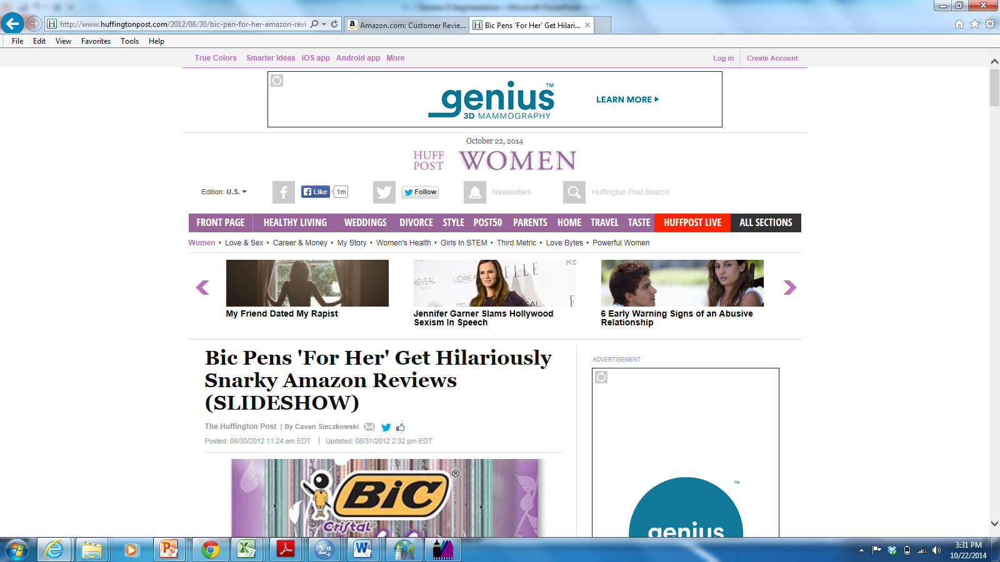 Session 3 Segmentation - Microsoft PowerPoint
http://www.huffingtonpost.com/2012/08/30/bic-pen-for-her-amazon-revi
Amazon.com: Customer Revie...
Bic Pens 'For Her' Get Hilari...
File Edit View Favorites Tools Help
True Colors Smarter Ideas iOS app Android app More
Log in Create Account
genius™
3D MAMMOGRAPHY
LEARN MORE
October 22, 2014
HUFF
POST
WOMEN
Edition: U.S.
Like 1m
Follow
Newsletters
Huffington Post Search
FRONT PAGE HEALTHY LIVING WEDDINGS DIVORCE STYLE POST50 PARENTS HOME TRAVEL TASTE HUFFPOST LIVE ALL SECTIONS
Women • Love & Sex • Career & Money • My Story • Women's Health • Girls In STEM • Third Metric • Love Bytes • Powerful Women
REVEAL
L'ORÉA
ELLE
REVEAL
My Friend Dated My Rapist
Jennifer Garner Slams Hollywood
Sexism In Speech
6 Early Warning Signs of an Abusive
Relationship
Bic Pens 'For Her' Get Hilariously
Snarky Amazon Reviews
(SLIDESHOW)
The Huffington Post | By Cavan Sieczkowski
Posted: 08/30/2012 11:24 am EDT | Updated: 08/31/2012 2:32 pm EDT
BiC®
Cristal
ADVERTISEMENT
™
genius
3:31 PM
10/22/2014